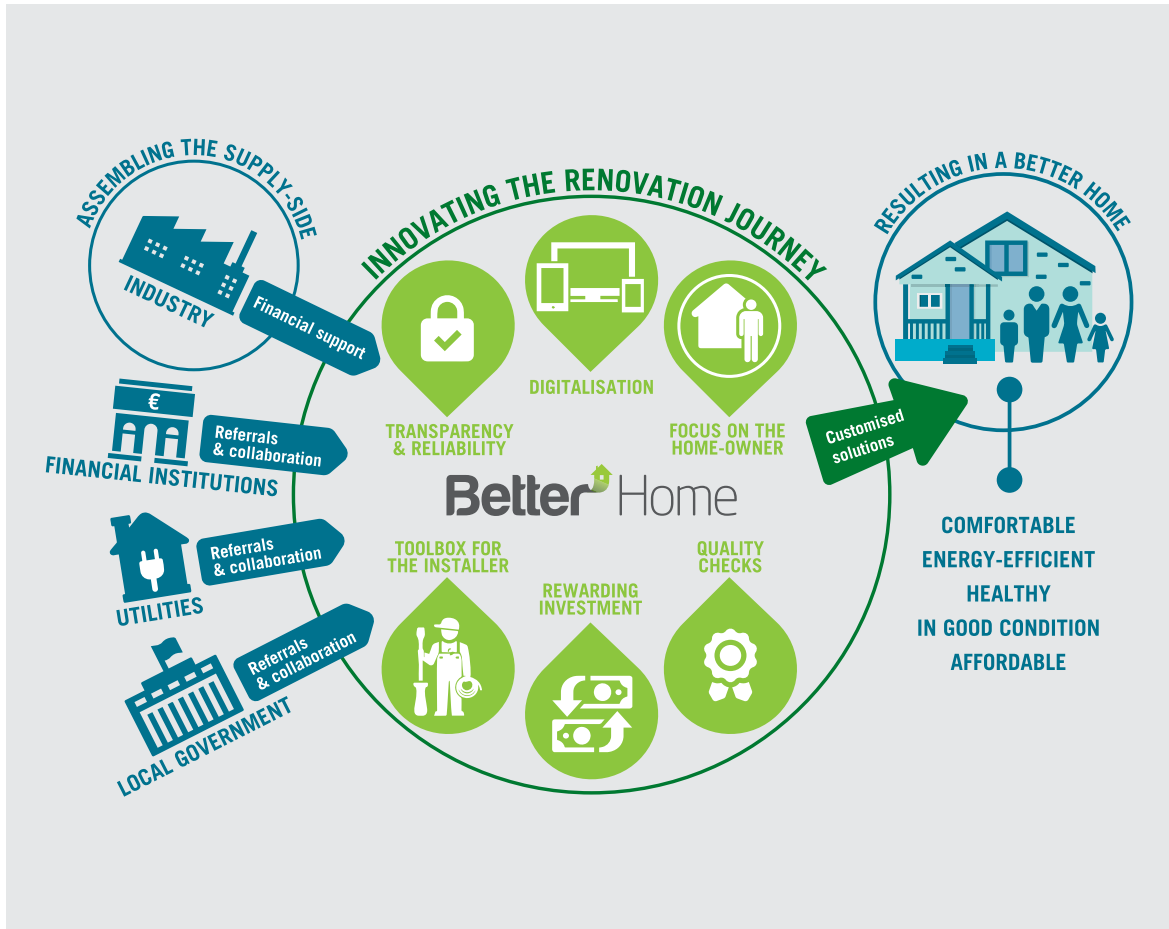 ASSEMBLING THE SUPPLY-SIDE
INDUSTRY
Financial support
€
FINANCIAL INSTITUTIONS
Referrals
& collaboration
UTILITIES
Referrals
& collaboration
LOCAL GOVERNMENT
Referrals
& collaboration
INNOVATING THE RENOVATION JOURNEY
TRANSPARENCY
& RELIABILITY
DIGITALISATION
FOCUS ON THE
HOME-OWNER
Better Home
TOOLBOX FOR
THE INSTALLER
REWARDING
INVESTMENT
QUALITY
CHECKS
Customised
solutions
RESULTING IN A BETTER HOME
COMFORTABLE
ENERGY-EFFICIENT
HEALTHY
IN GOOD CONDITION
AFFORDABLE